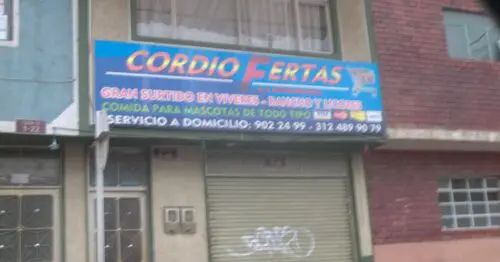 CORDIOFERTAS
GRAN SURTIDO EN VIVERES - RANCHO Y LICORES
COMIDA PARA MASCOTAS DE TODO TIPO
SERVICIO A DOMICILIO: 902 24 99 - 312 489 90 79